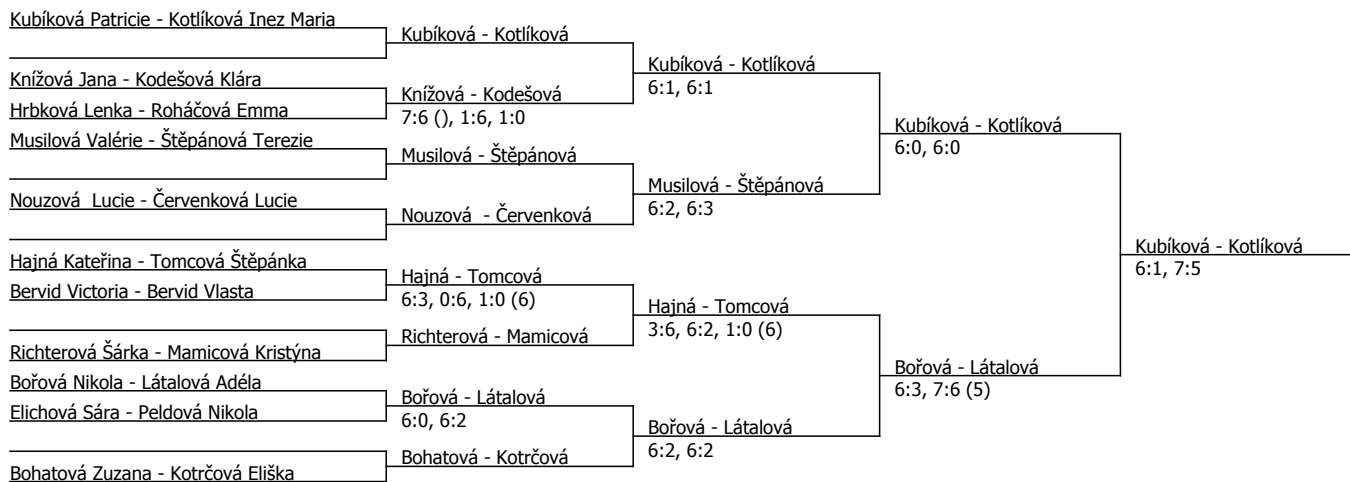 Kubíková Patricie - Kotlíková Inez Maria
Knížová Jana - Kodešová Klára
Hrbková Lenka - Roháčová Emma
Musilová Valérie - Štěpánová Terezie
Nouzová  Lucie - Červenková Lucie
Hajná Kateřina - Tomcová Štěpánka
Bervid Victoria - Bervid Vlasta
Richterová Šárka - Mamicová Kristýna
Bořová Nikola - Látalová Adéla
Elichová Sára - Peldová Nikola
Bohatová Zuzana - Kotrčová Eliška
Kubíková - Kotlíková
Knížová - Kodešová
7:6 (), 1:6, 1:0
Musilová - Štěpánová
Nouzová  - Červenková
Hajná - Tomcová
6:3, 0:6, 1:0 (6)
Richterová - Mamicová
Bořová - Látalová
6:0, 6:2
Bohatová - Kotrčová
Kubíková - Kotlíková
6:1, 6:1
Musilová - Štěpánová
6:2, 6:3
Hajná - Tomcová
3:6, 6:2, 1:0 (6)
Bořová - Látalová
6:2, 6:2
Kubíková - Kotlíková
6:0, 6:0
Bořová - Látalová
6:3, 7:6 (5)
Kubíková - Kotlíková
6:1, 7:5